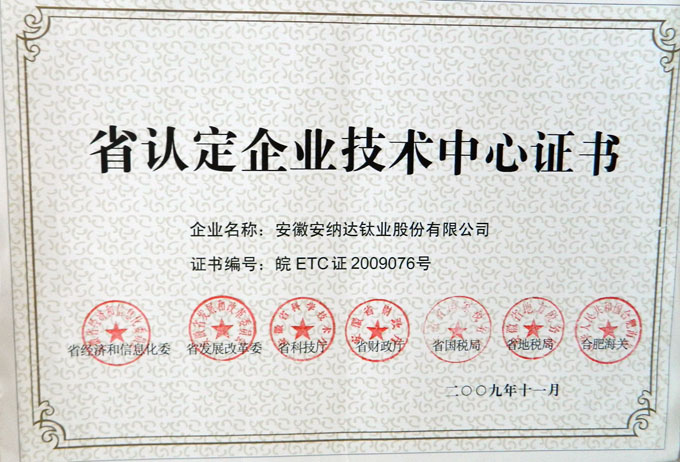 省认定企业技术中心证书
企业名称：安徽安纳达钛业股份有限公司
证书编号：皖 ETC 证 2009076号
省经济和信息化委 省发展改革委 省科技厅 省财政厅 省国税局 省地税局 合肥海关
二〇〇九年十一月